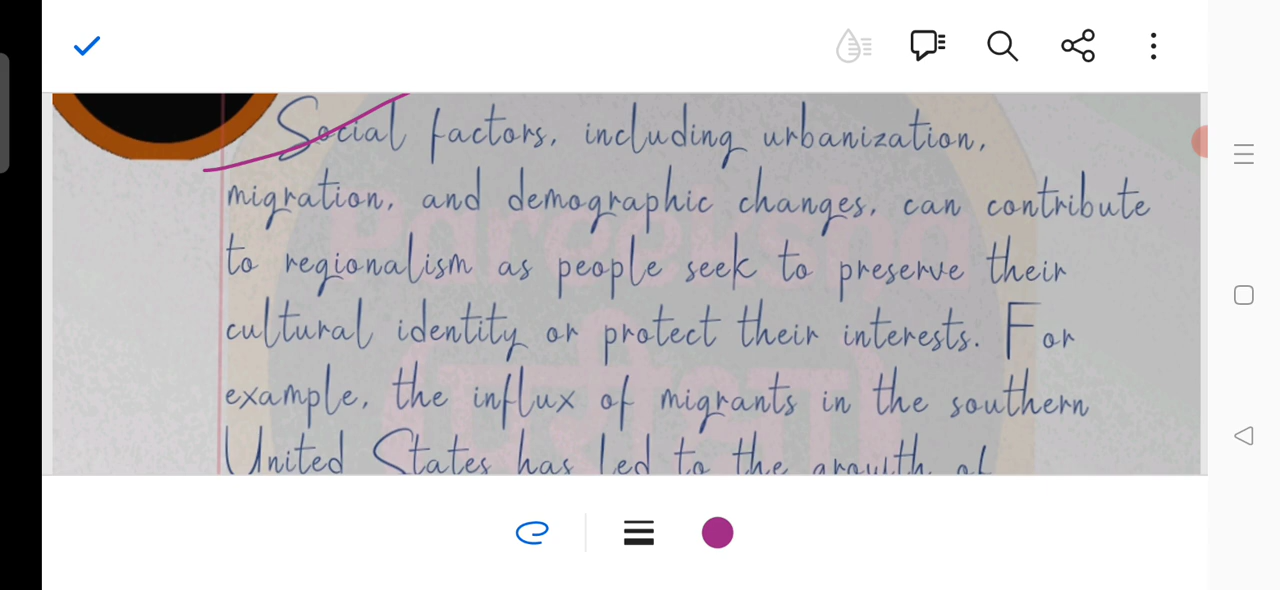 Social factors, including urbanization,
migration, and demographic changes, can contribute
to regionalism as people seek to preserve their
cultural identity or protect their interests. For
example, the influx of migrants in the southern
United States has led to the growth of